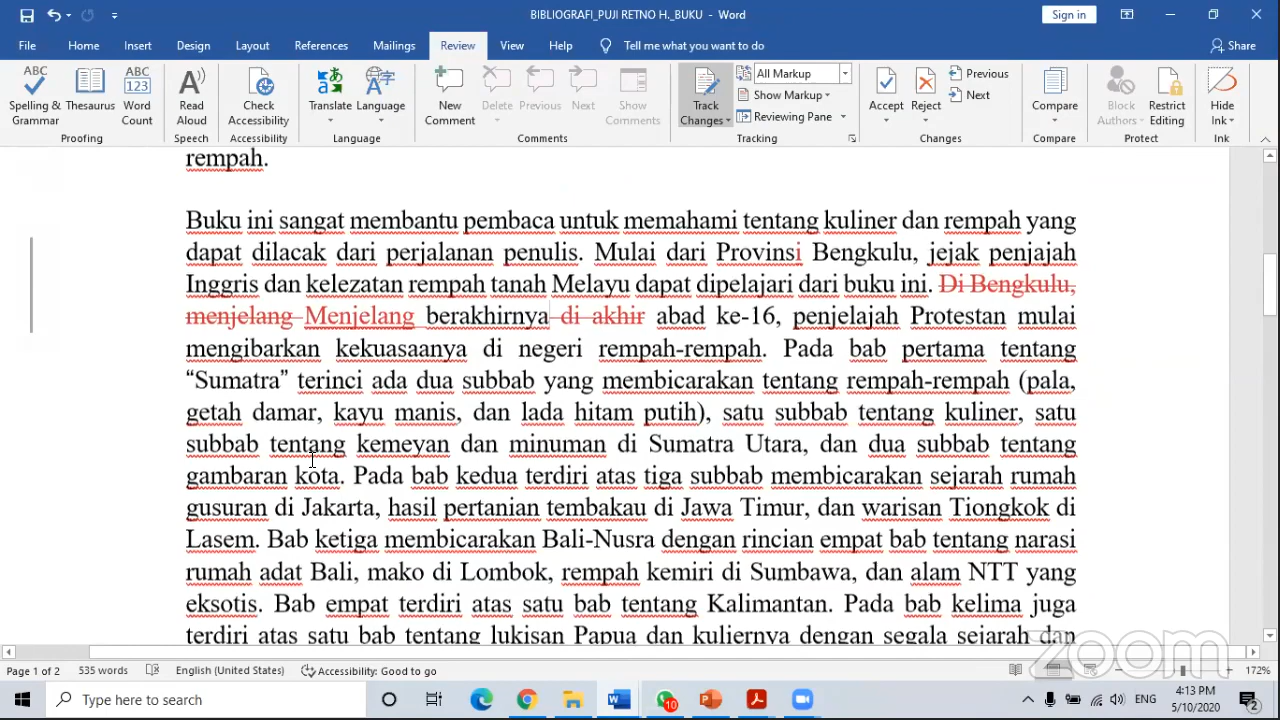 BIBLIOGRAFI_PUJI RETNO H._BUKU - Word
Sign in
File Home Insert Design Layout References Mailings Review View Help Tell me what you want to do Share
Spelling & Grammar
Thesaurus
Word Count
Read Aloud
Check Accessibility
Translate
Language
New Comment
Delete
Previous
Next
Show Comments
Track Changes
All Markup
Show Markup
Reviewing Pane
Accept
Reject
Previous
Next
Compare
Block Authors
Restrict Editing
Hide Ink
Proofing Speech Accessibility Language Comments Tracking Changes Compare Protect Ink
rempah.
Buku ini sangat membantu pembaca untuk memahami tentang kuliner dan rempah yang
dapat dilacak dari perjalanan penulis. Mulai dari Provinsi Bengkulu, jejak penjajah
Inggris dan kelezatan rempah tanah Melayu dapat dipelajari dari buku ini. Di Bengkulu,
menjelang Menjelang berakhirnya di akhir abad ke-16, penjelajah Protestan mulai
mengibarkan kekuasaanya di negeri rempah-rempah. Pada bab pertama tentang
“Sumatra” terinci ada dua subbab yang membicarakan tentang rempah-rempah (pala,
getah damar, kayu manis, dan lada hitam putih), satu subbab tentang kuliner, satu
subbab tentang kemeyan dan minuman di Sumatra Utara, dan dua subbab tentang
gambaran kota. Pada bab kedua terdiri atas tiga subbab membicarakan sejarah rumah
gusuran di Jakarta, hasil pertanian tembakau di Jawa Timur, dan warisan Tiongkok di
Lasem. Bab ketiga membicarakan Bali-Nusra dengan rincian empat bab tentang narasi
rumah adat Bali, mako di Lombok, rempah kemiri di Sumbawa, dan alam NTT yang
eksotis. Bab empat terdiri atas satu bab tentang Kalimantan. Pada bab kelima juga
terdiri atas satu bab tentang lukisan Papua dan kuliernya dengan segala sejarah dan
zoom
Page 1 of 2 535 words English (United States) Accessibility: Good to go 172%
Type here to search
10
ENG
4:13 PM
5/10/2020
2